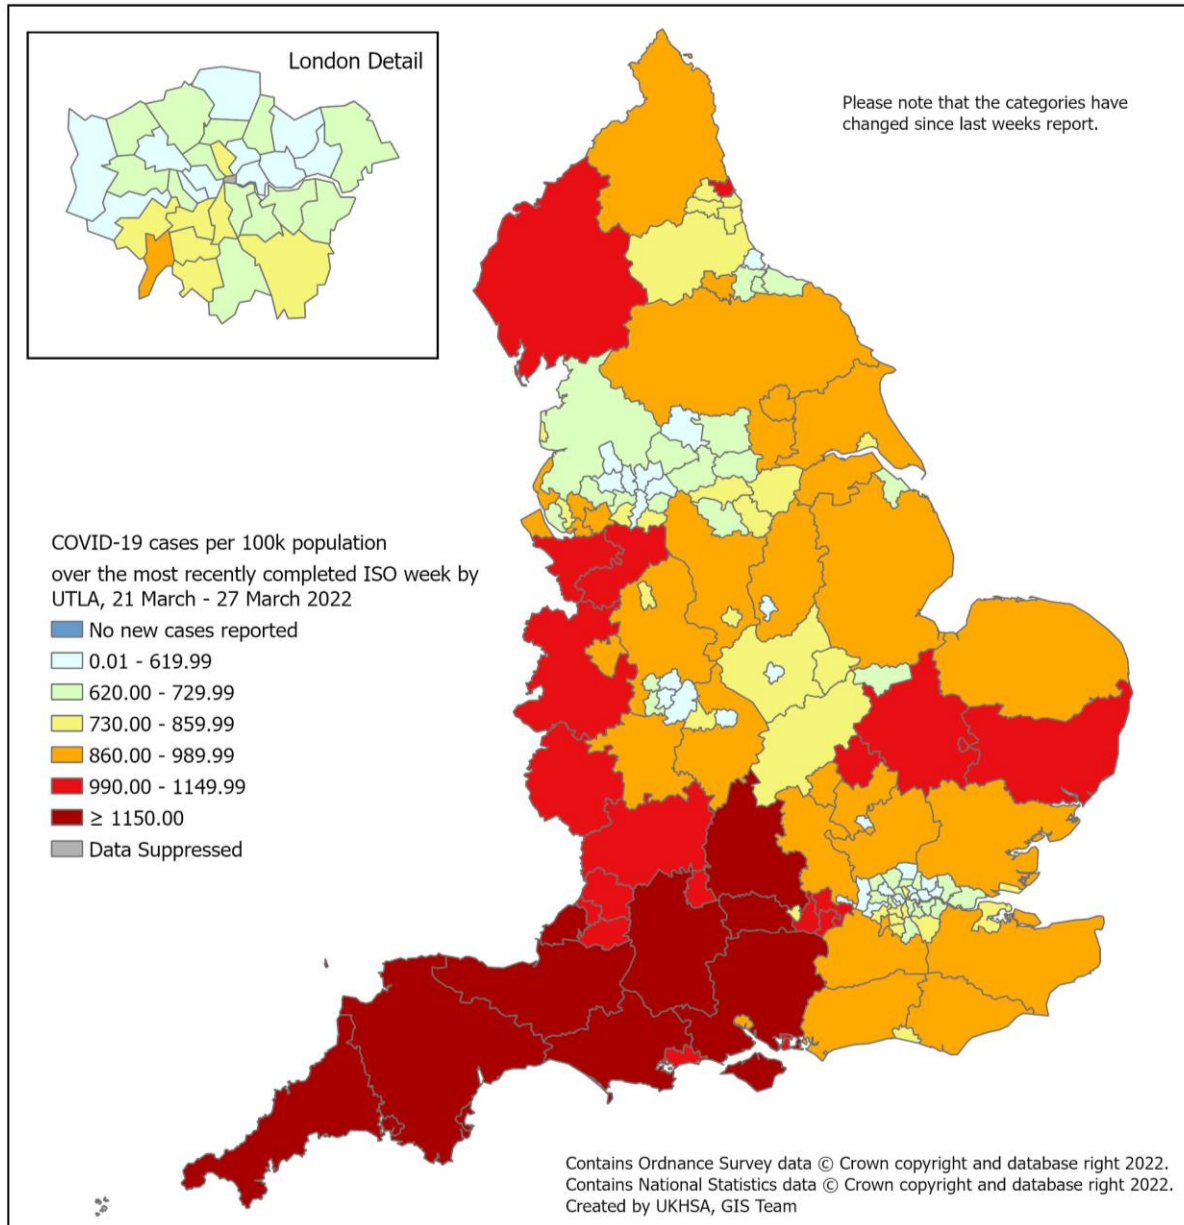 London Detail
Please note that the categories have
changed since last weeks report.
COVID-19 cases per 100k population
over the most recently completed ISO week by
UTLA, 21 March - 27 March 2022
No new cases reported
0.01 - 619.99
620.00 - 729.99
730.00 - 859.99
860.00 - 989.99
990.00 - 1149.99
≥ 1150.00
Data Suppressed
Contains Ordnance Survey data © Crown copyright and database right 2022.
Contains National Statistics data © Crown copyright and database right 2022.
Created by UKHSA, GIS Team